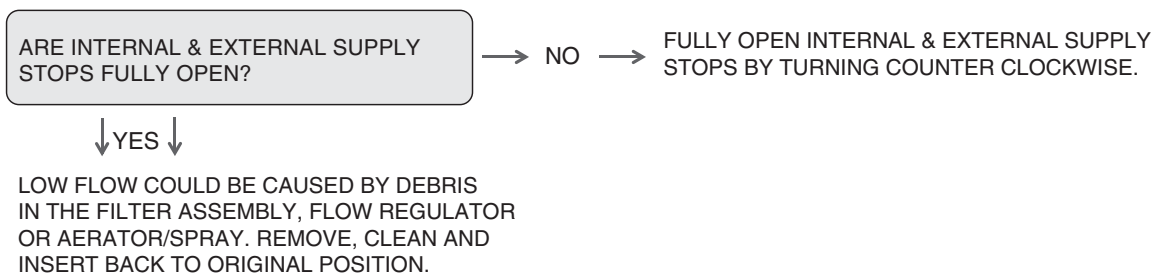 ARE INTERNAL & EXTERNAL SUPPLY
STOPS FULLY OPEN?
NO
FULLY OPEN INTERNAL & EXTERNAL SUPPLY
STOPS BY TURNING COUNTER CLOCKWISE.
YES
LOW FLOW COULD BE CAUSED BY DEBRIS
IN THE FILTER ASSEMBLY, FLOW REGULATOR
OR AERATOR/SPRAY. REMOVE, CLEAN AND
INSERT BACK TO ORIGINAL POSITION.